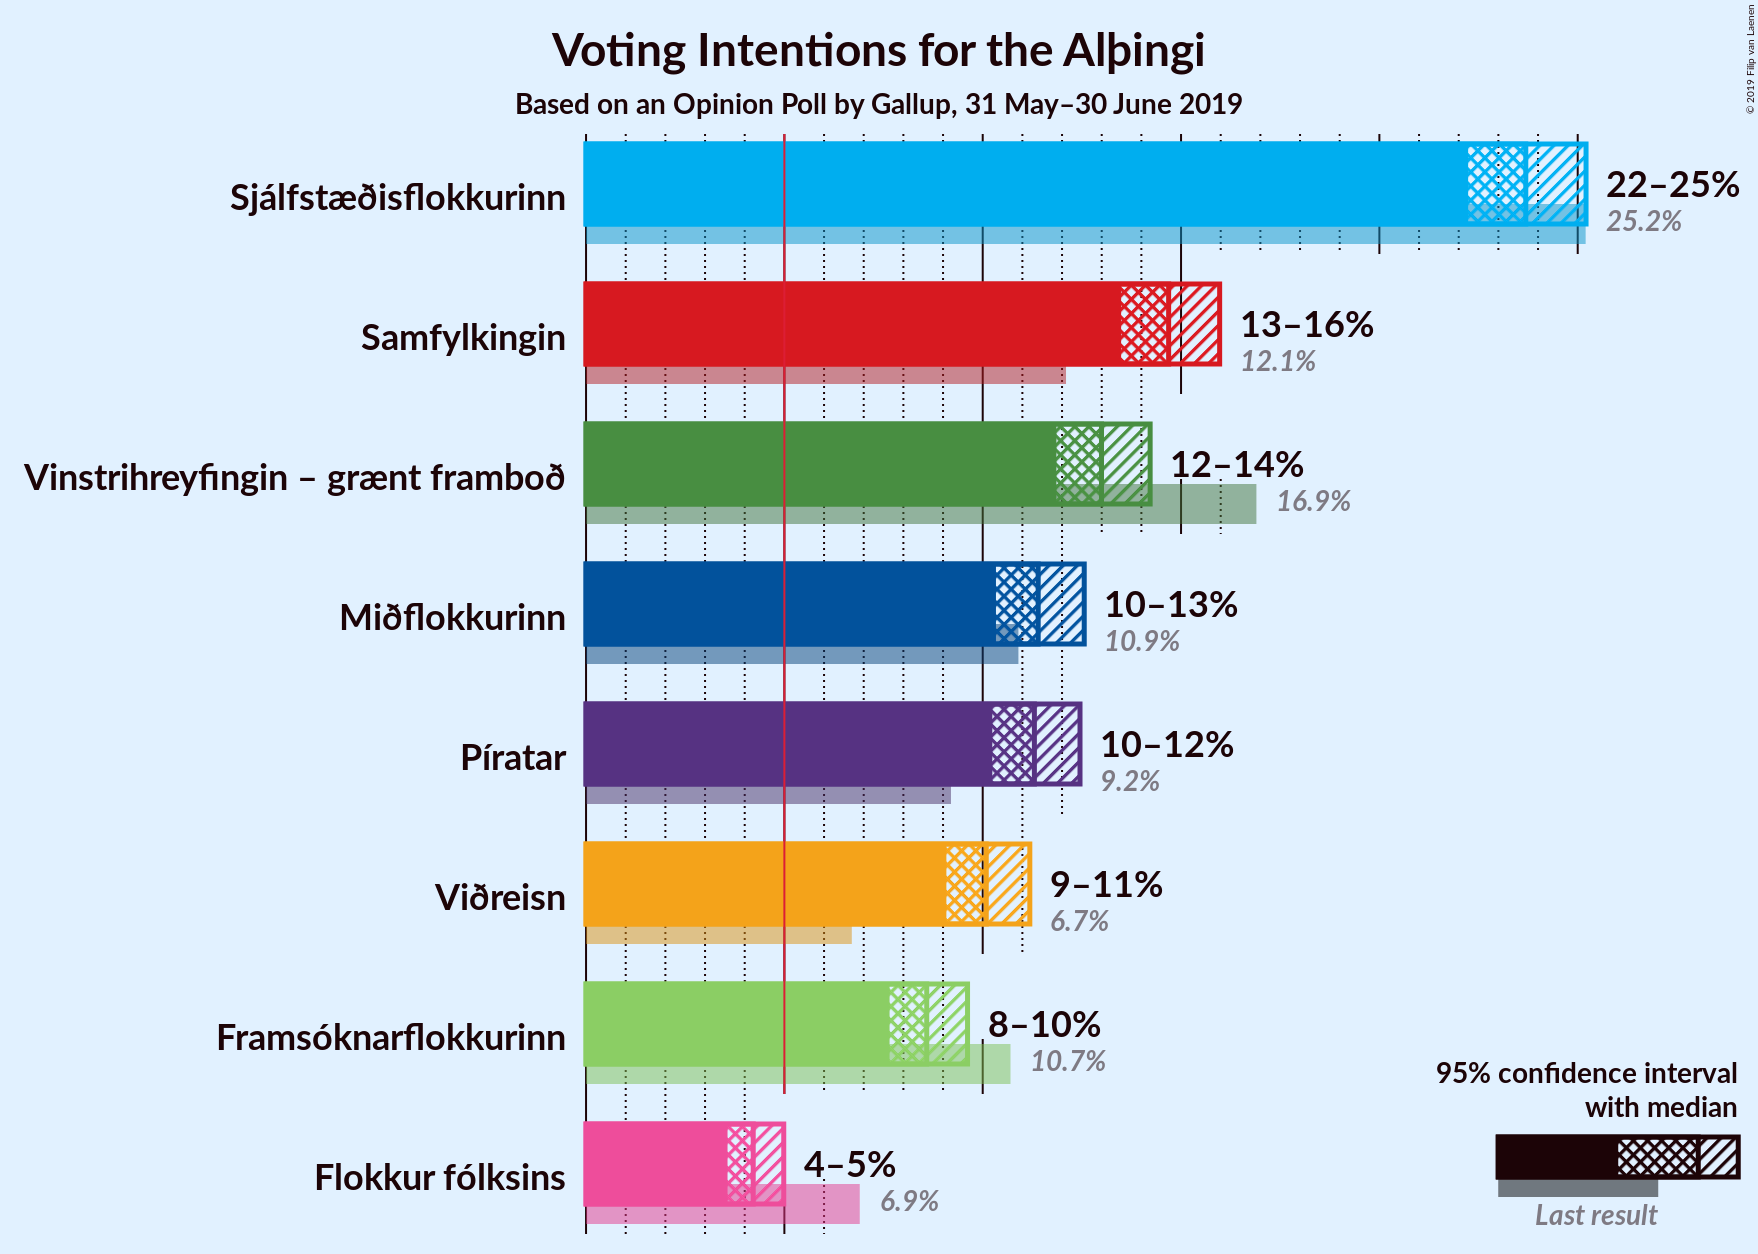 Voting Intentions for the Alþingi
Based on an Opinion Poll by Gallup, 31 May–30 June 2019
© 2019 Filip van Laenen
Sjálfstæðisflokkurinn
22–25%
25.2%
Samfylkingin
13–16%
12.1%
Vinstrihreyfingin – grænt framboð
12–14%
16.9%
Miðflokkurinn
10–13%
10.9%
Píratar
10–12%
9.2%
Viðreisn
9–11%
6.7%
Framsóknarflokkurinn
8–10%
10.7%
Flokkur fólksins
4–5%
6.9%
95% confidence interval
with median
Last result